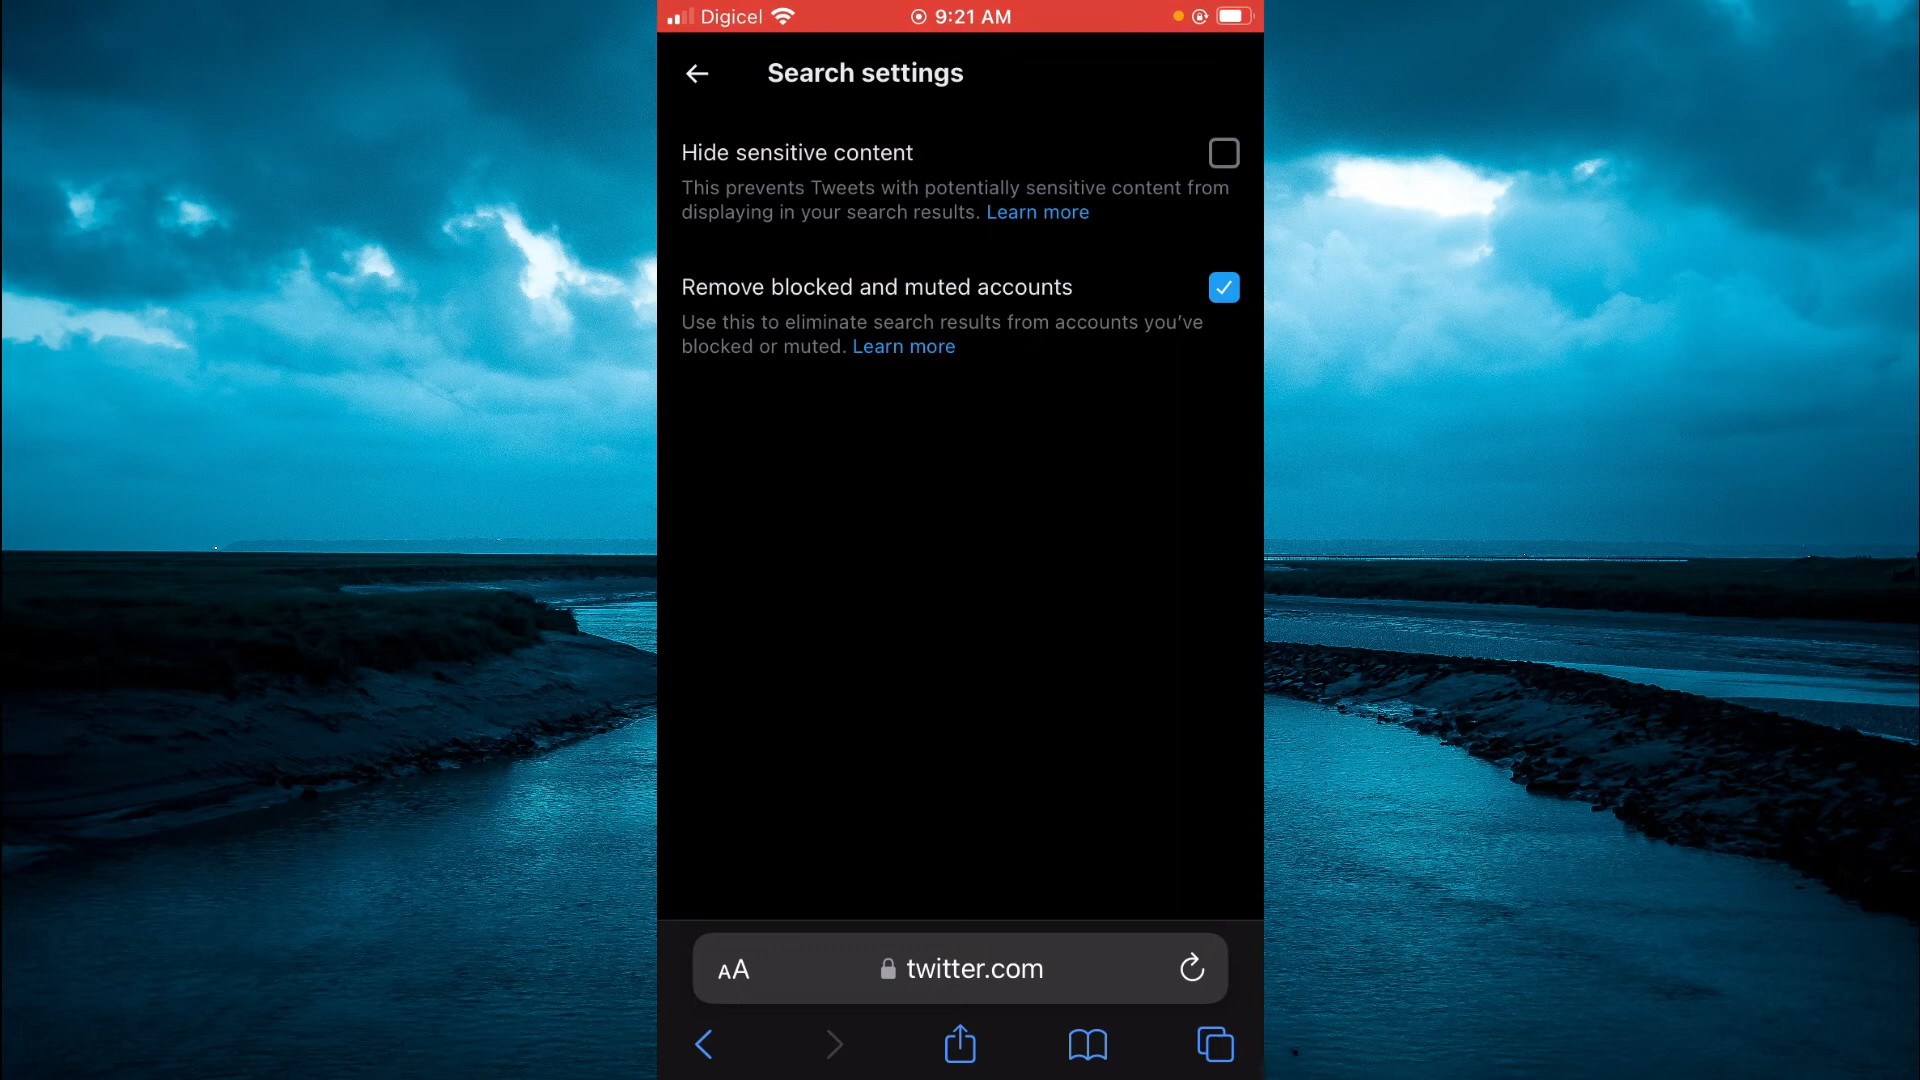 Digicel 9:21 AM
Search settings
Hide sensitive content
This prevents Tweets with potentially sensitive content from
displaying in your search results. Learn more
Remove blocked and muted accounts
Use this to eliminate search results from accounts you’ve
blocked or muted. Learn more
AA twitter.com